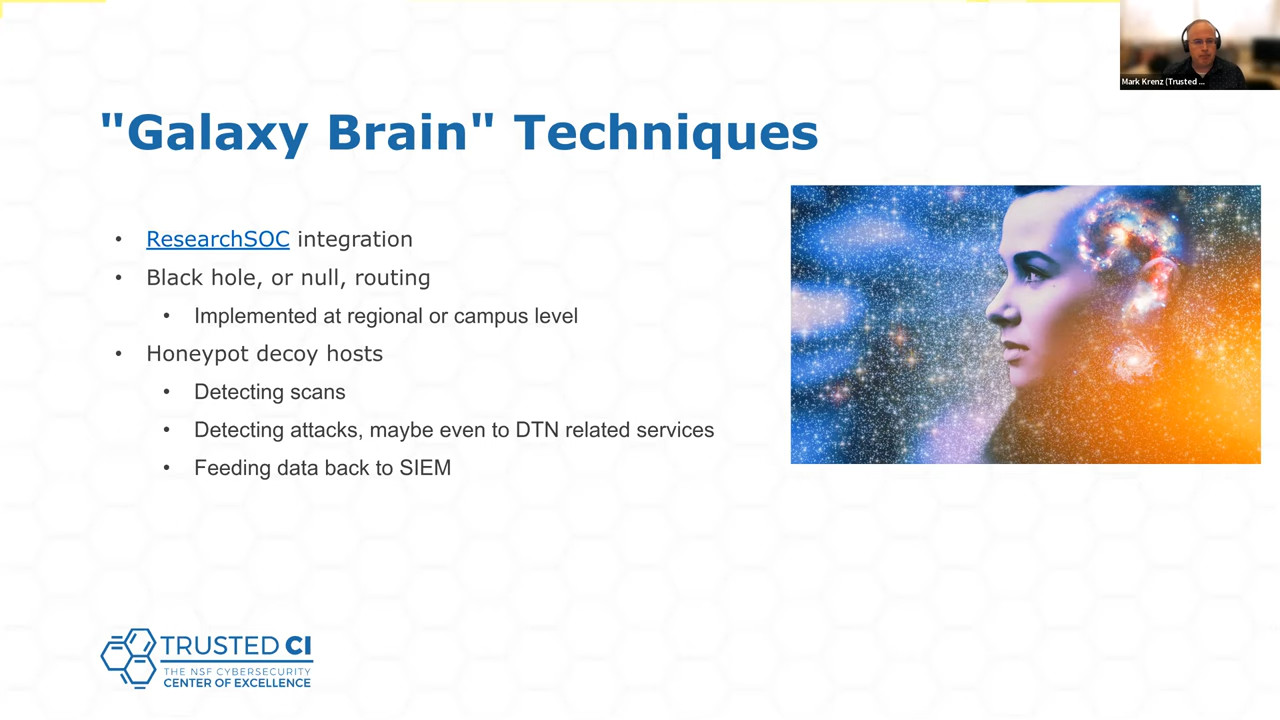 Mark Krenz (Trusted ...
"Galaxy Brain" Techniques
• ResearchSOC integration
• Black hole, or null, routing
• Implemented at regional or campus level
• Honeypot decoy hosts
• Detecting scans
• Detecting attacks, maybe even to DTN related services
• Feeding data back to SIEM
TRUSTED CI
THE NSF CYBERSECURITY
CENTER OF EXCELLENCE